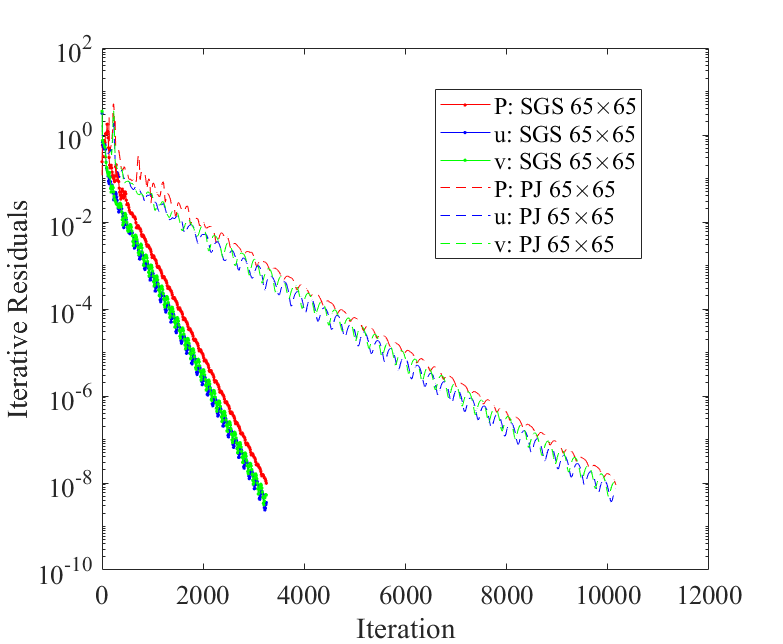 10^2
10^0
10^-2
10^-4
10^-6
10^-8
10^-10
Iterative Residuals
P: SGS 65×65
u: SGS 65×65
v: SGS 65×65
P: PJ 65×65
u: PJ 65×65
v: PJ 65×65
0 2000 4000 6000 8000 10000 12000
Iteration